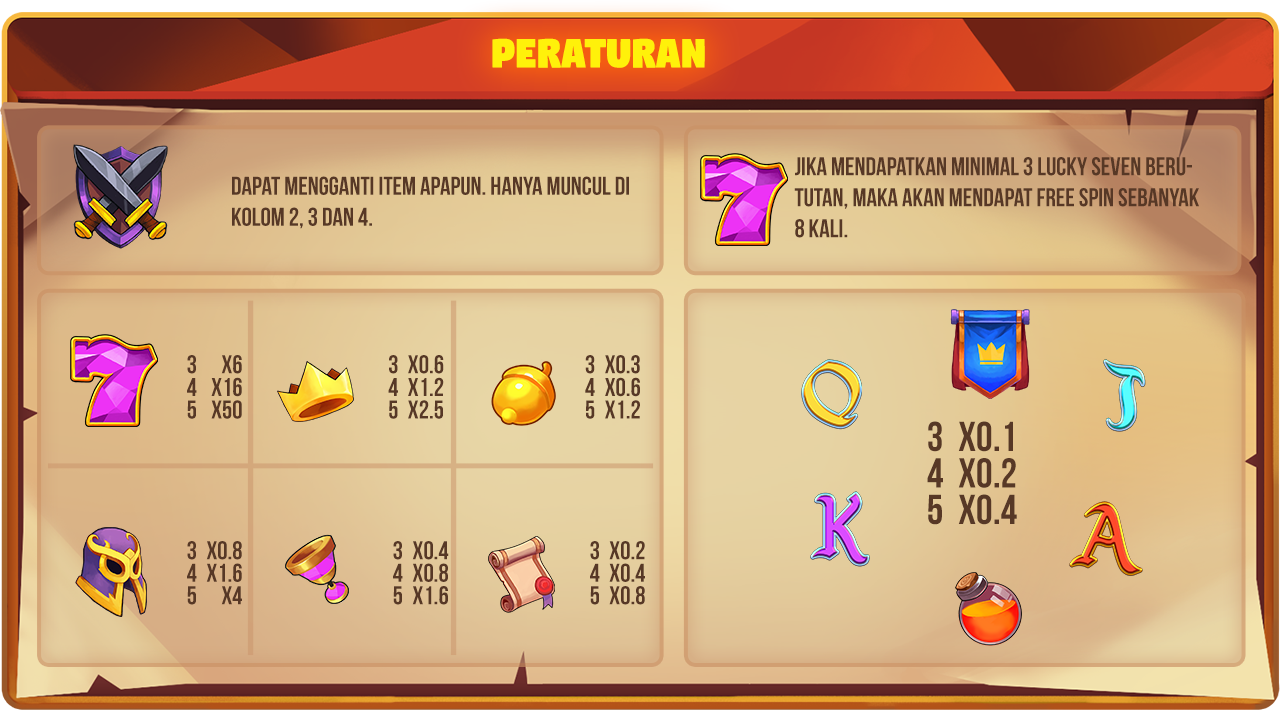 PERATURAN
DAPAT MENGGANTI ITEM APAPUN. HANYA MUNCUL DI
KOLOM 2, 3 DAN 4.
JIKA MENDAPATKAN MINIMAL 3 LUCKY SEVEN BERU-
TUTAN, MAKA AKAN MENDAPAT FREE SPIN SEBANYAK
8 KALI.
7
7
3 X6
4 X16
5 X50
3 X0.6
4 X1.2
5 X2.5
3 X0.3
4 X0.6
5 X1.2
3 X0.8
4 X1.6
5 X4
3 X0.4
4 X0.8
5 X1.6
3 X0.2
4 X0.4
5 X0.8
Q
J
3 X0.1
4 X0.2
5 X0.4
K
A